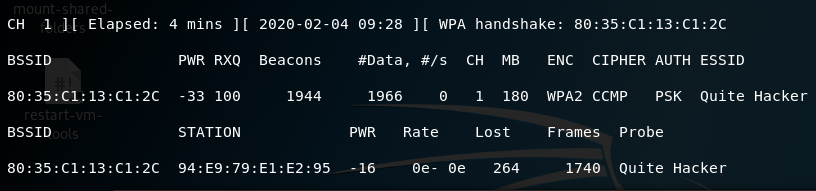 mount-shared-
folders
CH  1 ][ Elapsed: 4 mins ][ 2020-02-04 09:28 ][ WPA handshake: 80:35:C1:13:C1:2C
BSSID              PWR RXQ  Beacons    #Data, #/s  CH  MB   ENC  CIPHER AUTH ESSID
80:35:C1:13:C1:2C  -33 100     1944     1966    0   1  180  WPA2 CCMP   PSK  Quite Hacker
#!
restart-vm-
tools
BSSID              STATION            PWR   Rate    Lost    Frames  Probe
80:35:C1:13:C1:2C  94:E9:79:E1:E2:95  -16    0e- 0e   264     1740  Quite Hacker